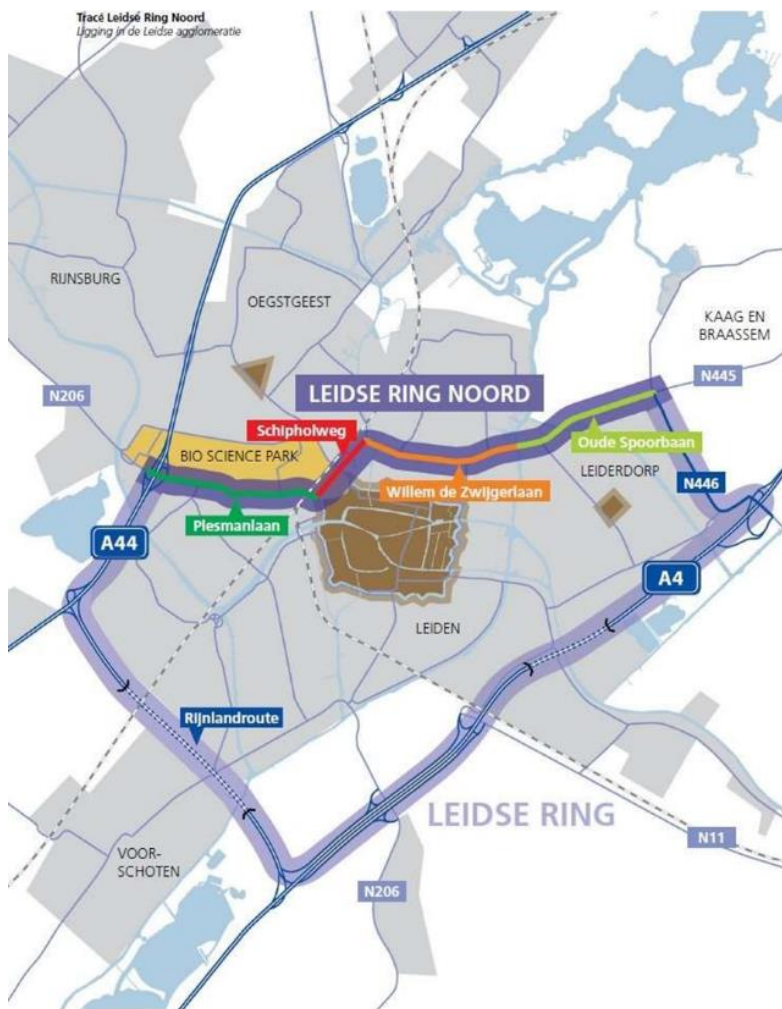 Tracé Leidse Ring Noord
Ligging in de Leidse agglomeratie
RIJNSBURG
OEGSTGEEST
KAAG EN
BRAASSEM
N445
N206
LEIDSE RING NOORD
Schipholweg
BIO SCIENCE PARK
Oude Spoorbaan
LEIDERDORP
N446
Willem de Zwijgerlaan
Plesmanlaan
A44
A4
LEIDEN
Rijnlandroute
LEIDSE RING
N11
VOOR-
SCHOTEN
N206